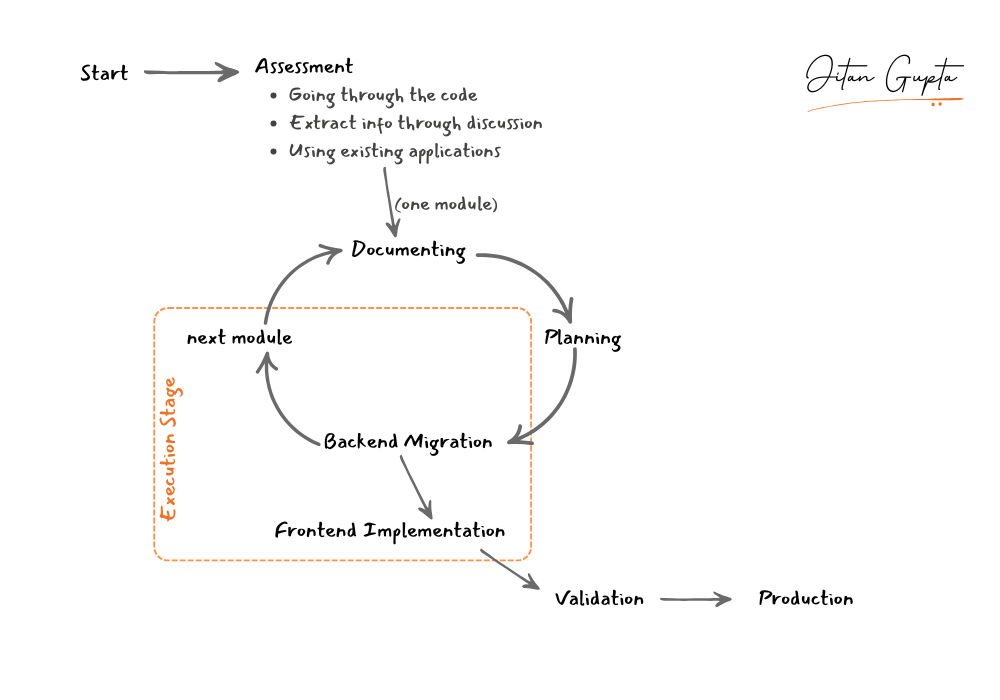 Start
Assessment
• Going through the code
• Extract info through discussion
• Using existing applications
(one module)
Documenting
next module
Planning
Execution Stage
Backend Migration
Frontend Implementation
Validation
Production
Jitan Gupta